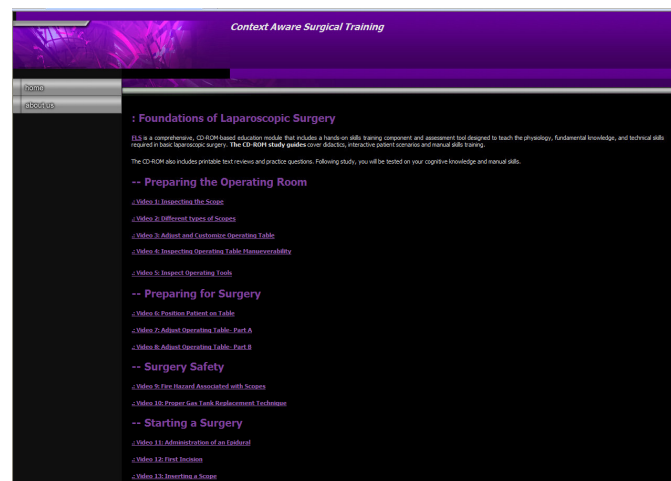 Context Aware Surgical Training
home
about us
: Foundations of Laparoscopic Surgery
FLS is a comprehensive, CD-ROM-based education module that includes a hands-on skills training component and assessment tool designed to teach the physiology, fundamental knowledge, and technical skills
required in basic laparoscopic surgery. The CD-ROM study guides cover didactics, interactive patient scenarios and manual skills training.
The CD-ROM also includes printable text reviews and practice questions. Following study, you will be tested on your cognitive knowledge and manual skills.
-- Preparing the Operating Room
.: Video 1: Inspecting the Scope
.: Video 2: Different types of Scopes
.: Video 3: Adjust and Customize Operating Table
.: Video 4: Inspecting Operating Table Manueverability
.: Video 5: Inspect Operating Tools
-- Preparing for Surgery
.: Video 6: Position Patient on Table
.: Video 7: Adjust Operating Table- Part A
.: Video 8: Adjust Operating Table- Part B
-- Surgery Safety
.: Video 9: Fire Hazard Associated with Scopes
.: Video 10: Proper Gas Tank Replacement Technique
-- Starting a Surgery
.: Video 11: Administration of an Epidural
.: Video 12: First Incision
.: Video 13: Inserting a Scope